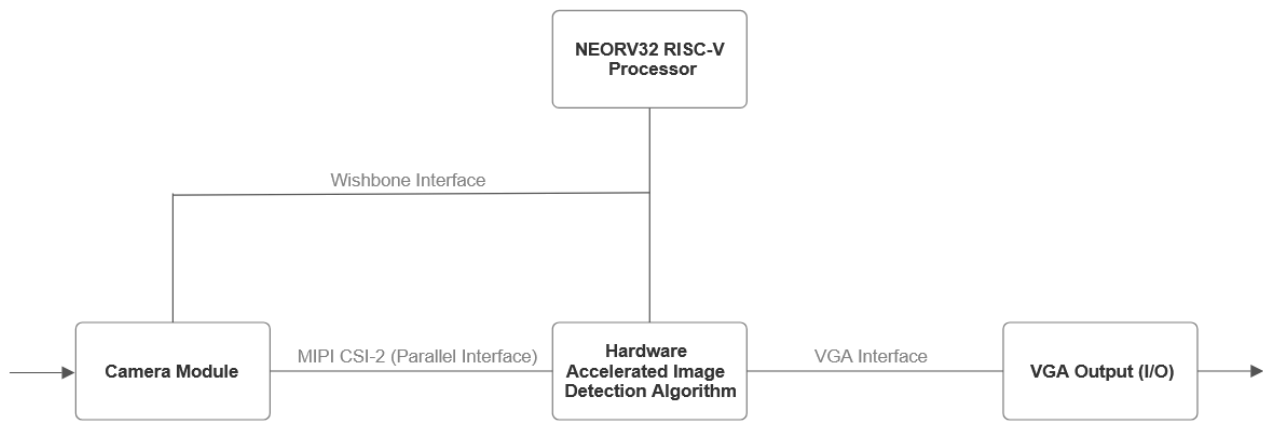 NEORV32 RISC-V
Processor
Wishbone Interface
Camera Module
MIPI CSI-2 (Parallel Interface)
Hardware
Accelerated Image
Detection Algorithm
VGA Interface
VGA Output (I/O)